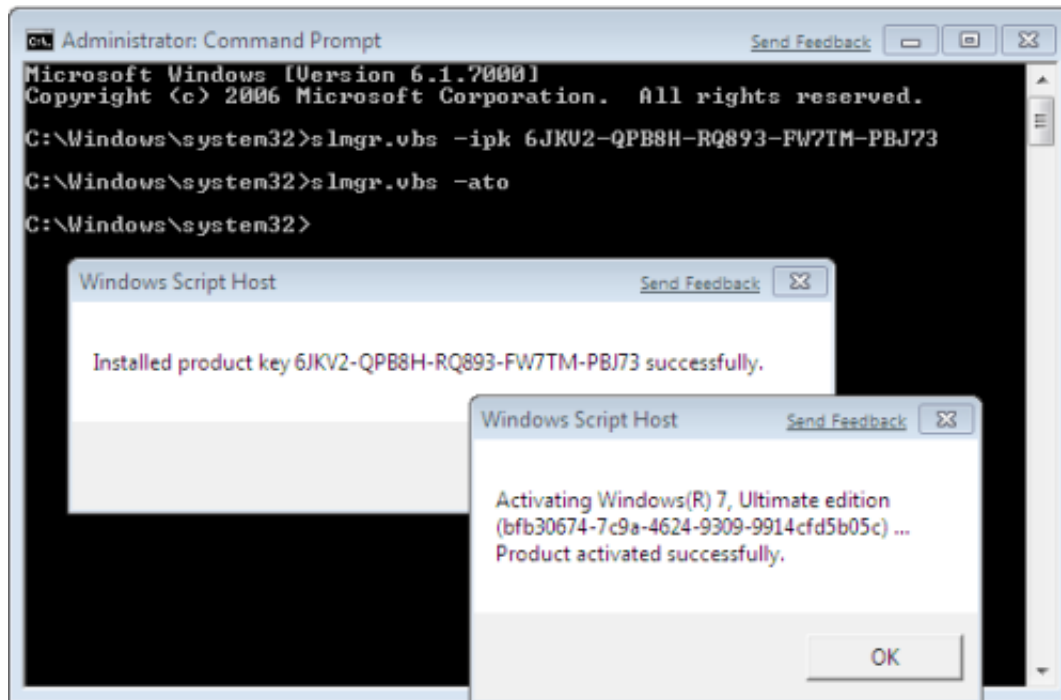 Administrator: Command Prompt
Send Feedback
Microsoft Windows [Version 6.1.7000]
Copyright (c) 2006 Microsoft Corporation.  All rights reserved.
C:\Windows\system32>slmgr.vbs -ipk 6JKV2-QPB8H-RQ893-FW7TM-PBJ73
C:\Windows\system32>slmgr.vbs -ato
C:\Windows\system32>
Windows Script Host
Send Feedback
Installed product key 6JKV2-QPB8H-RQ893-FW7TM-PBJ73 successfully.
Windows Script Host
Send Feedback
Activating Windows(R) 7, Ultimate edition
(bfb30674-7c9a-4624-9309-9914cfd5b05c) ...
Product activated successfully.
OK